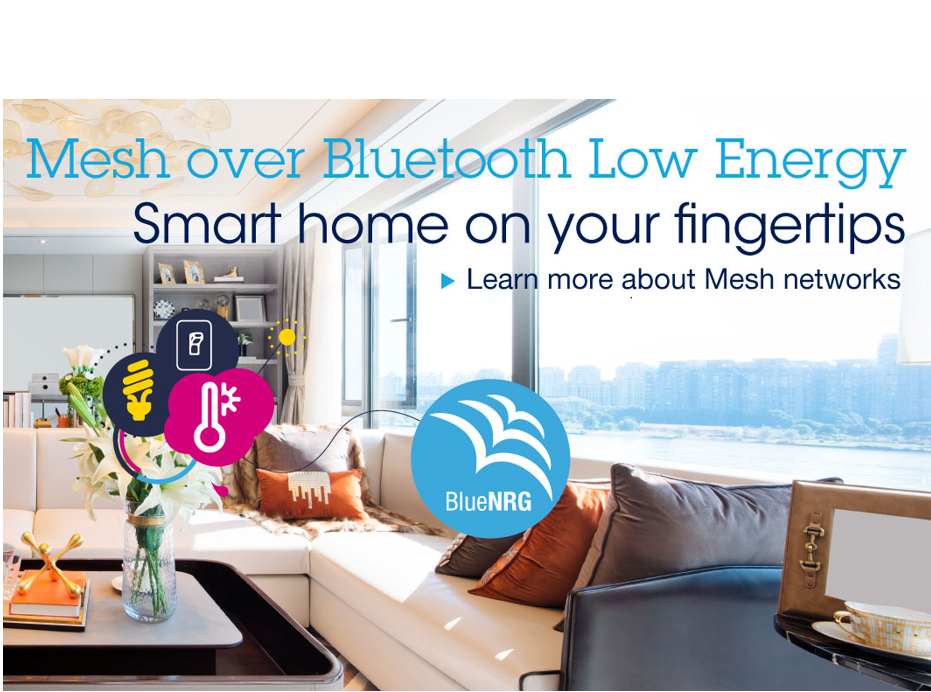 Mesh over Bluetooth Low Energy
Smart home on your fingertips
Learn more about Mesh networks
BlueNRG